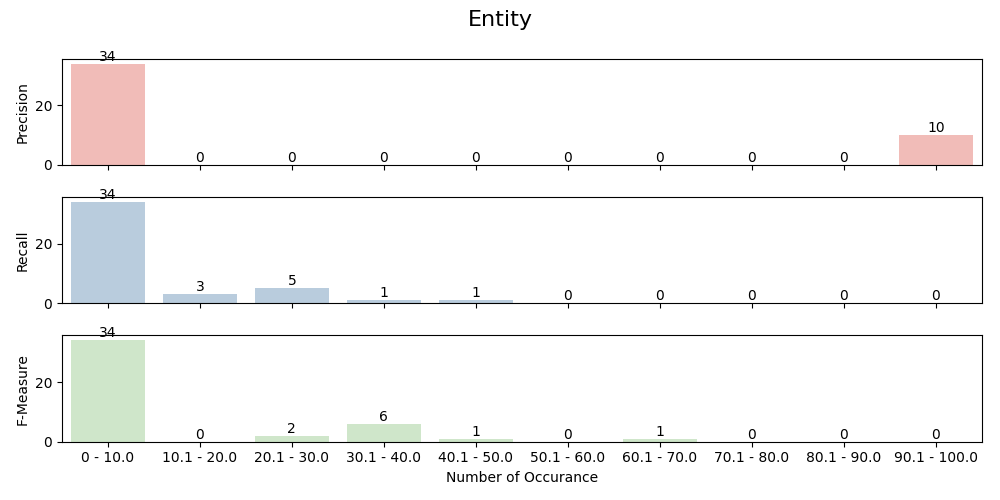 Entity
34 0 0 0 0 0 0 0 0 10
20
0
Precision
34 3 5 1 1 0 0 0 0 0
20
0
Recall
34 0 2 6 1 0 1 0 0 0
20
0
F-Measure
0 - 10.0 10.1 - 20.0 20.1 - 30.0 30.1 - 40.0 40.1 - 50.0 50.1 - 60.0 60.1 - 70.0 70.1 - 80.0 80.1 - 90.0 90.1 - 100.0
Number of Occurance